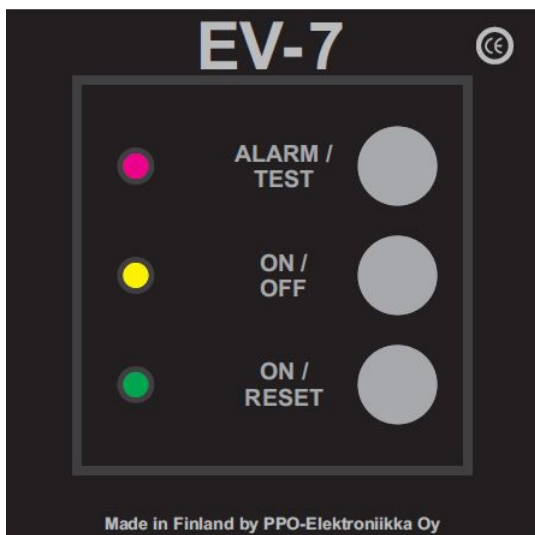 EV-7
CE
ALARM /
TEST
ON /
OFF
ON /
RESET
Made in Finland by PPO-Elektroniikka Oy